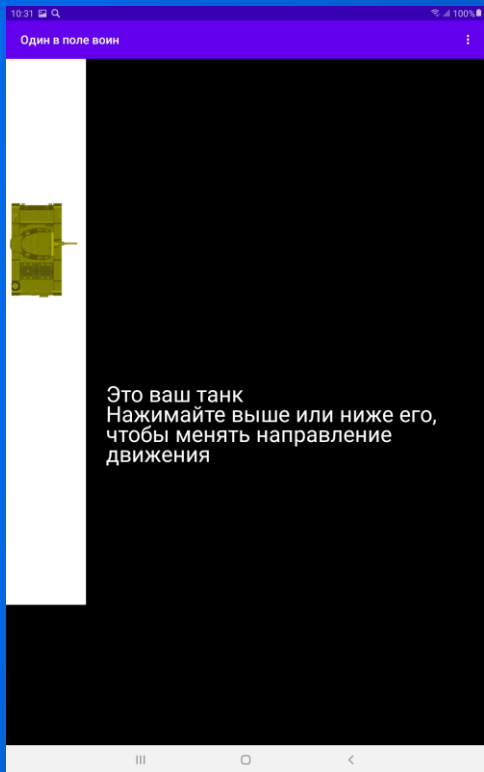 10:31 100%
Один в поле воин
Это ваш танк
Нажимайте выше или ниже его,
чтобы менять направление
движения